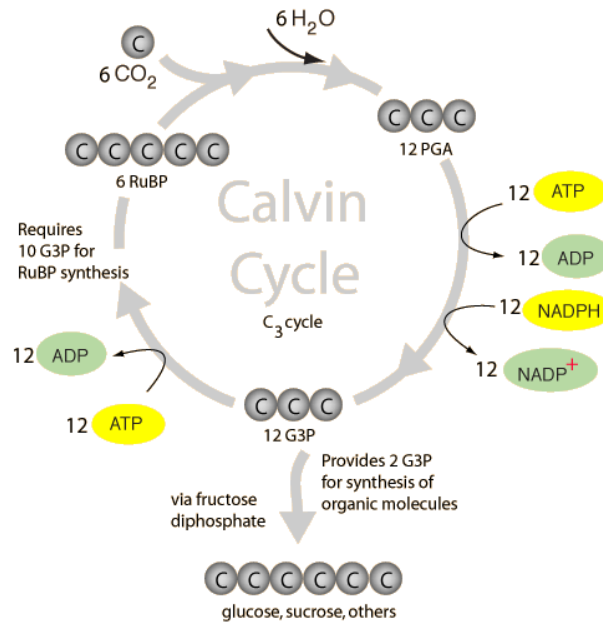 C
6 CO₂
6 H₂O
C C C
12 PGA
C C C C C
6 RuBP
Calvin
Cycle
C₃cycle
Requires
10 G3P for
RuBP synthesis
12 ATP
12 ADP
12 NADPH
12 NADP+
12 ADP
12 ATP
C C C
12 G3P
via fructose
diphosphate
Provides 2 G3P
for synthesis of
organic molecules
C C C C C C
glucose, sucrose, others